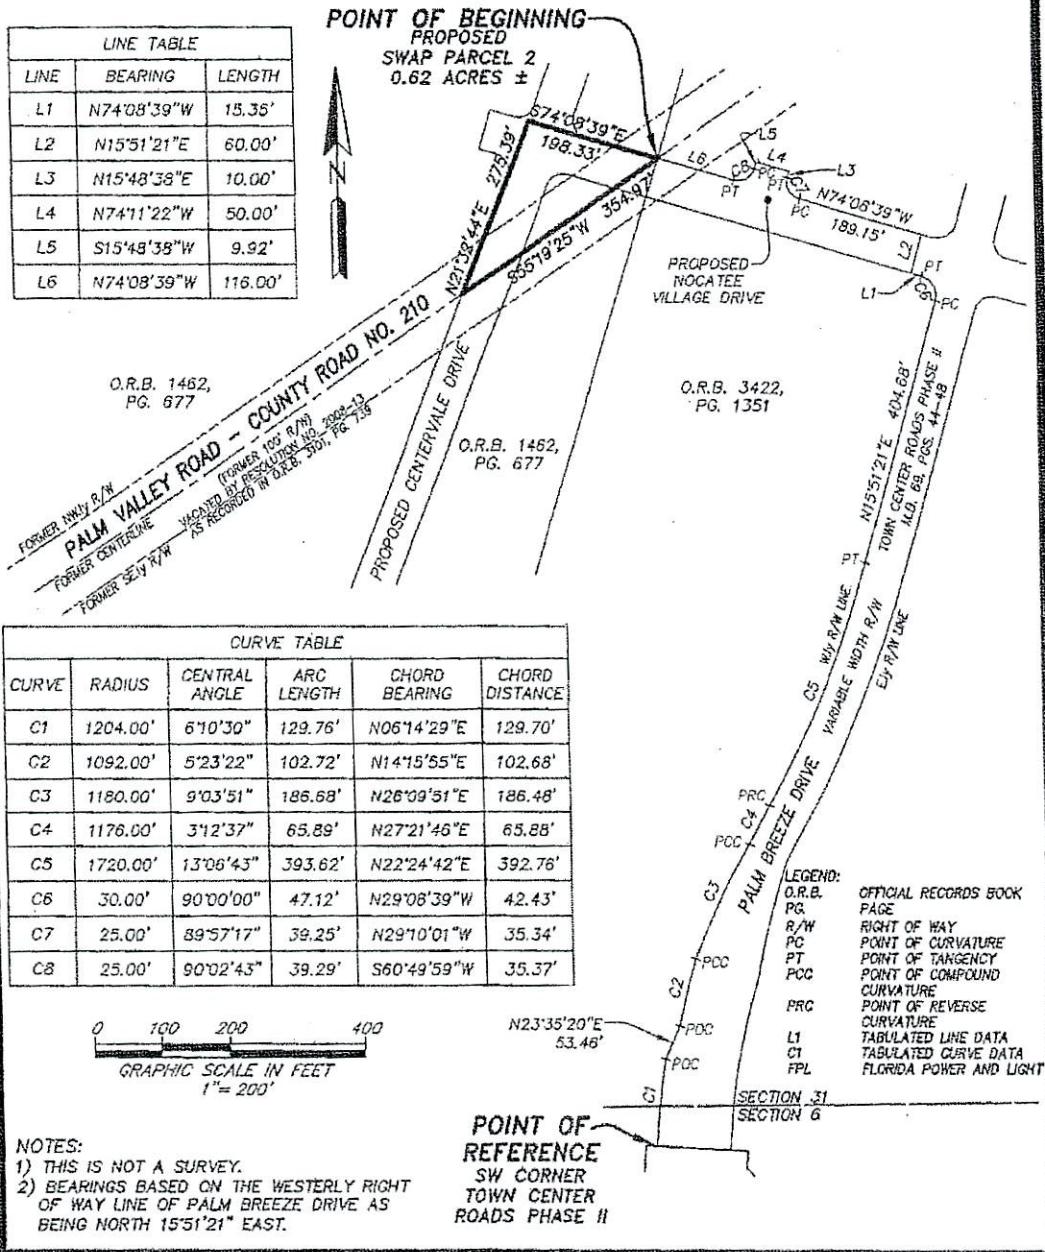 POINT OF BEGINNING
PROPOSED
SWAP PARCEL 2
0.62 ACRES ±
LINE TABLE
LINE BEARING LENGTH
L1 N74°08'39"W 15.35'
L2 N15°51'21"E 60.00'
L3 N15°48'38"E 10.00'
L4 N74°11'22"W 50.00'
L5 S15°48'38"W 9.92'
L6 N74°08'39"W 116.00'
N
S74°08'39"E
198.33'
275.39'
N21°38'44"E
354.97'
S55°19'25"W
L6
PT
C8
L5
L4
PC
PT
L3
C7
PC
N74°08'39"W
189.15'
L2
PT
L1
C6
PC
PROPOSED
NOCATEE
VILLAGE DRIVE
O.R.B. 1462,
PG. 677
PALM VALLEY ROAD - COUNTY ROAD NO. 210
(FORMER 100' R/W)
VACATED BY RESOLUTION NO. 2008-13
AS RECORDED IN O.R.B. 3101, PG. 739
FORMER NWly R/W
FORMER CENTERLINE
FORMER SEly R/W
PROPOSED CENTERVALE DRIVE
O.R.B. 1462,
PG. 677
O.R.B. 3422,
PG. 1351
N15°51'21"E 404.68'
TOWN CENTER ROADS PHASE II
M.B. 69, PGS. 44-48
PT
C5
Wly R/W LINE
VARIABLE WIDTH R/W
Ely R/W LINE
PALM BREEZE DRIVE
PRC
C4
PCC
C3
PCC
C2
POC
N23°35'20"E
53.46'
POC
C1
SECTION 31
SECTION 6
CURVE TABLE
CURVE RADIUS CENTRAL ANGLE ARC LENGTH CHORD BEARING CHORD DISTANCE
C1 1204.00' 6°10'30" 129.76' N06°14'29"E 129.70'
C2 1092.00' 5°23'22" 102.72' N14°15'55"E 102.68'
C3 1180.00' 9°03'51" 186.68' N26°09'51"E 186.48'
C4 1176.00' 3°12'37" 65.89' N27°21'46"E 65.88'
C5 1720.00' 13°06'43" 393.62' N22°24'42"E 392.76'
C6 30.00' 90°00'00" 47.12' N29°08'39"W 42.43'
C7 25.00' 89°57'17" 39.25' N29°10'01"W 35.34'
C8 25.00' 90°02'43" 39.29' S60°49'59"W 35.37'
LEGEND:
O.R.B. OFFICIAL RECORDS BOOK
PG. PAGE
R/W RIGHT OF WAY
PC POINT OF CURVATURE
PT POINT OF TANGENCY
PCC POINT OF COMPOUND
CURVATURE
PRC POINT OF REVERSE
CURVATURE
L1 TABULATED LINE DATA
C1 TABULATED CURVE DATA
FPL FLORIDA POWER AND LIGHT
0 100 200 400
GRAPHIC SCALE IN FEET
1"= 200'
POINT OF
REFERENCE
SW CORNER
TOWN CENTER
ROADS PHASE II
NOTES:
1) THIS IS NOT A SURVEY.
2) BEARINGS BASED ON THE WESTERLY RIGHT
OF WAY LINE OF PALM BREEZE DRIVE AS
BEING NORTH 15°51'21" EAST.